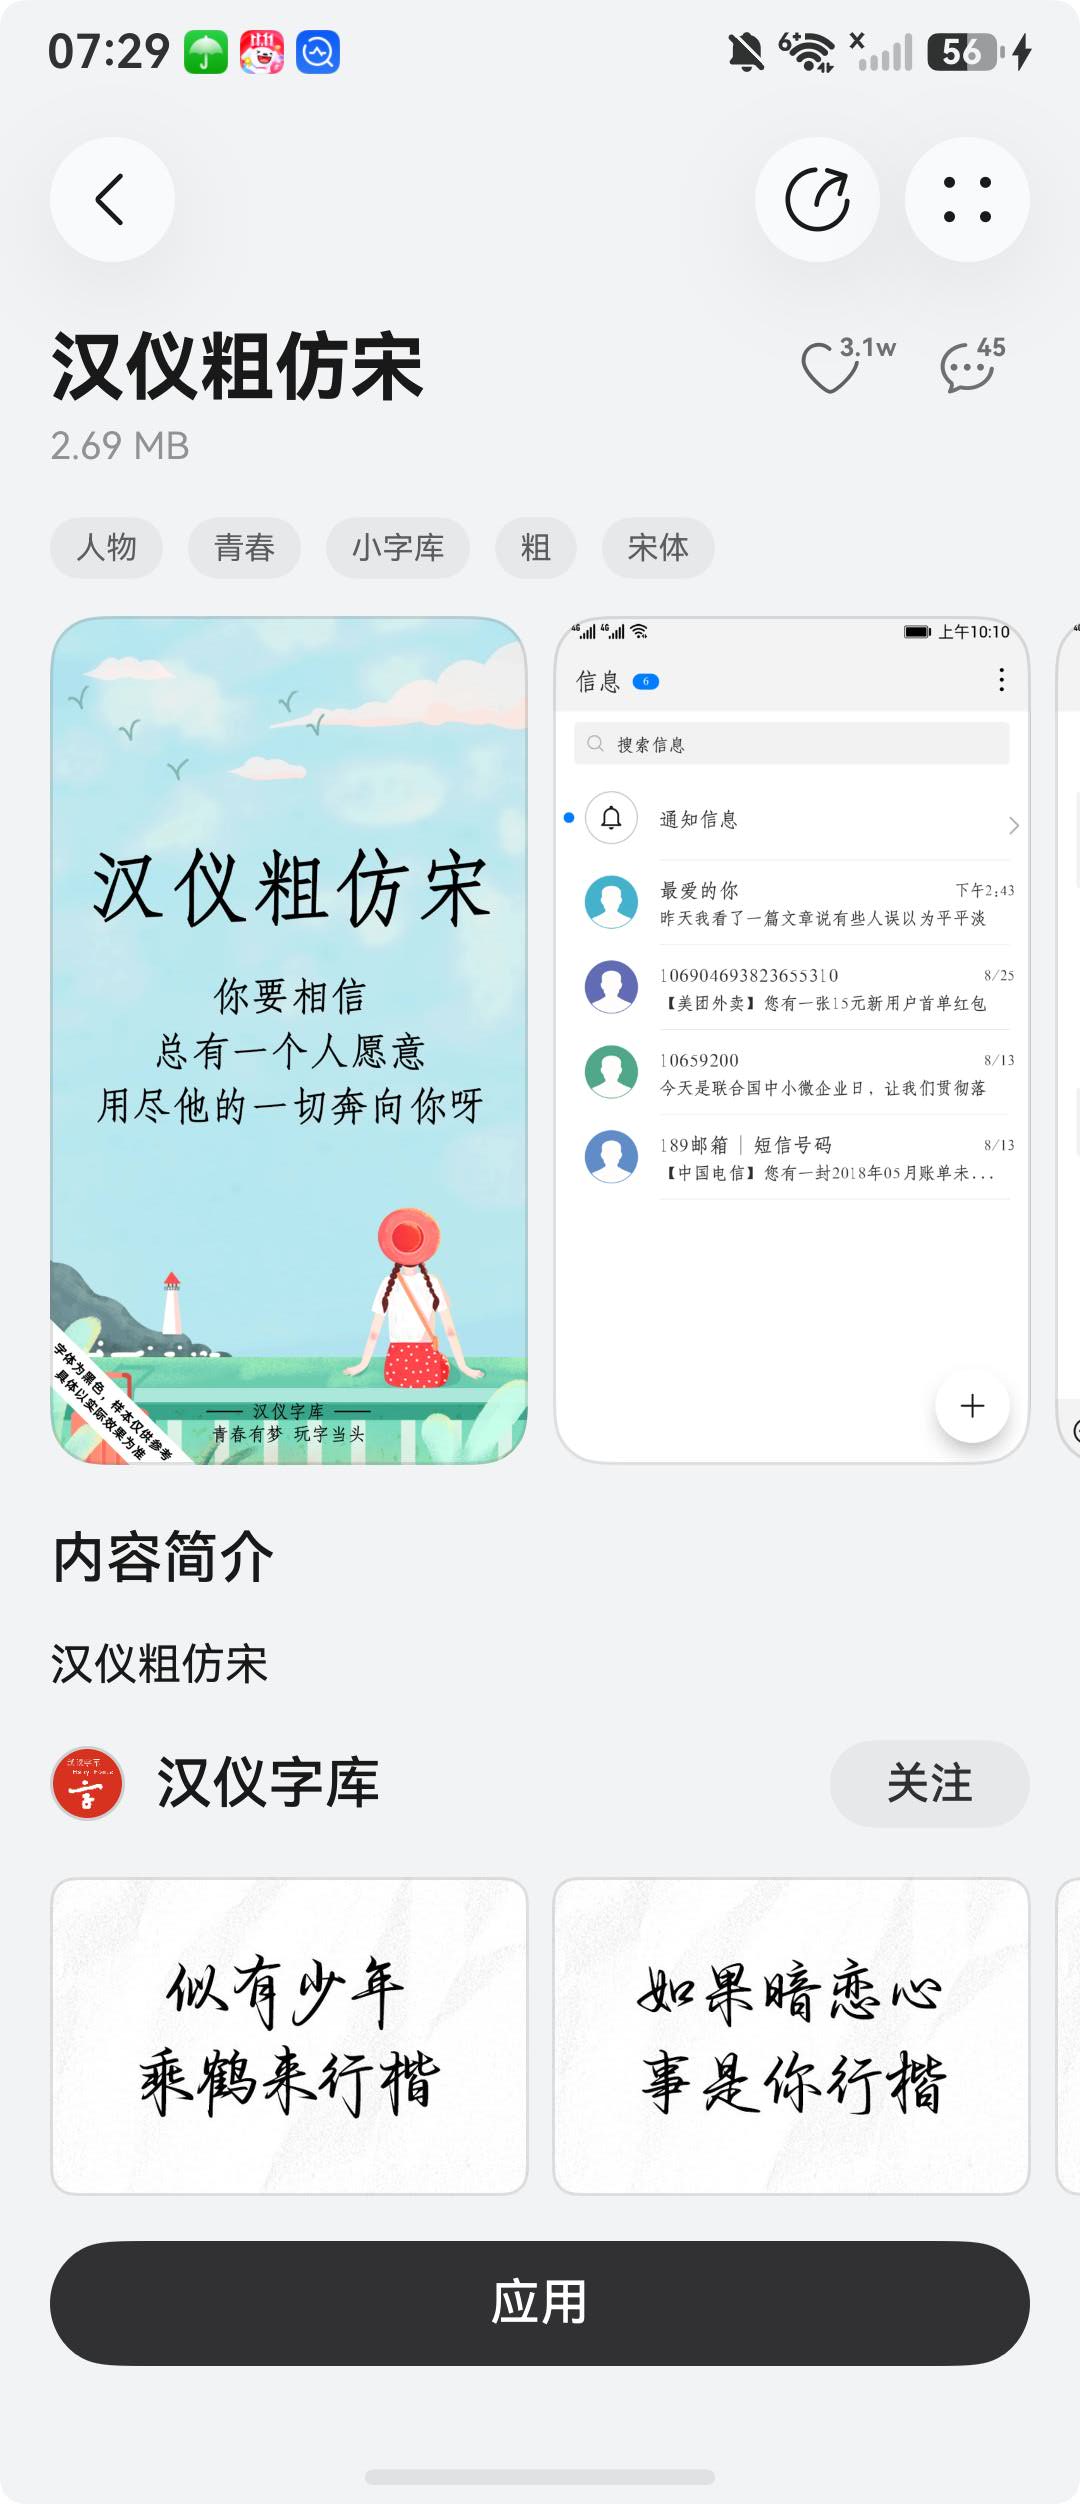 07:29
56
汉仪粗仿宋
3.1w
45
2.69 MB
人物
青春
小字库
粗
宋体
汉仪粗仿宋
你要相信
总有一个人愿意
用尽他的一切奔向你呀
字体为黑色，样本仅供参考
具体以实际效果为准
汉仪字库
青春有梦 玩字当头
4G 4G 上午10:10
信息 6
搜索信息
通知信息
最爱的你 下午2:43
昨天我看了一篇文章说有些人误以为平平淡
106904693823655310 8/25
【美团外卖】您有一张15元新用户首单红包
10659200 8/13
今天是联合国中小微企业日，让我们贯彻落
189邮箱｜短信号码 8/13
【中国电信】您有一封2018年05月账单未...
内容简介
汉仪粗仿宋
汉仪字库
关注
似有少年
乘鹤来行楷
如果暗恋心
事是你行楷
应用